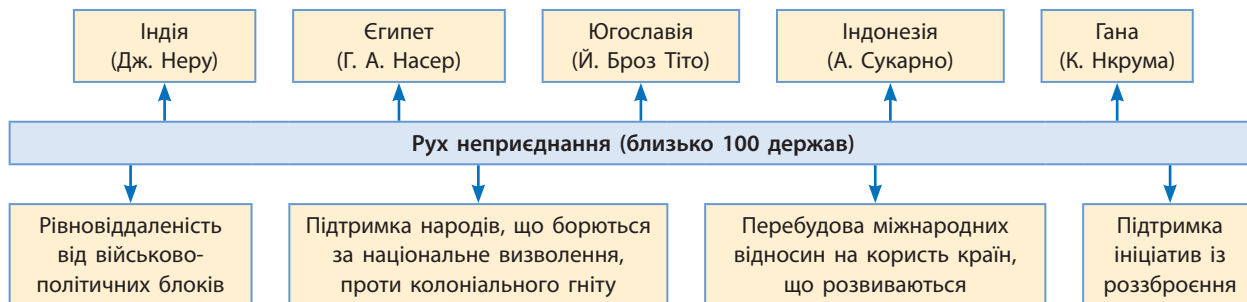 Індія
(Дж. Неру)
Єгипет
(Г. А. Насер)
Югославія
(Й. Броз Тіто)
Індонезія
(А. Сукарно)
Гана
(К. Нкрума)
Рух неприєднання (близько 100 держав)
Рівновіддаленість
від військово-
політичних блоків
Підтримка народів, що борються
за національне визволення,
проти колоніального гніту
Перебудова міжнародних
відносин на користь країн,
що розвиваються
Підтримка
ініціатив із
роззброєння